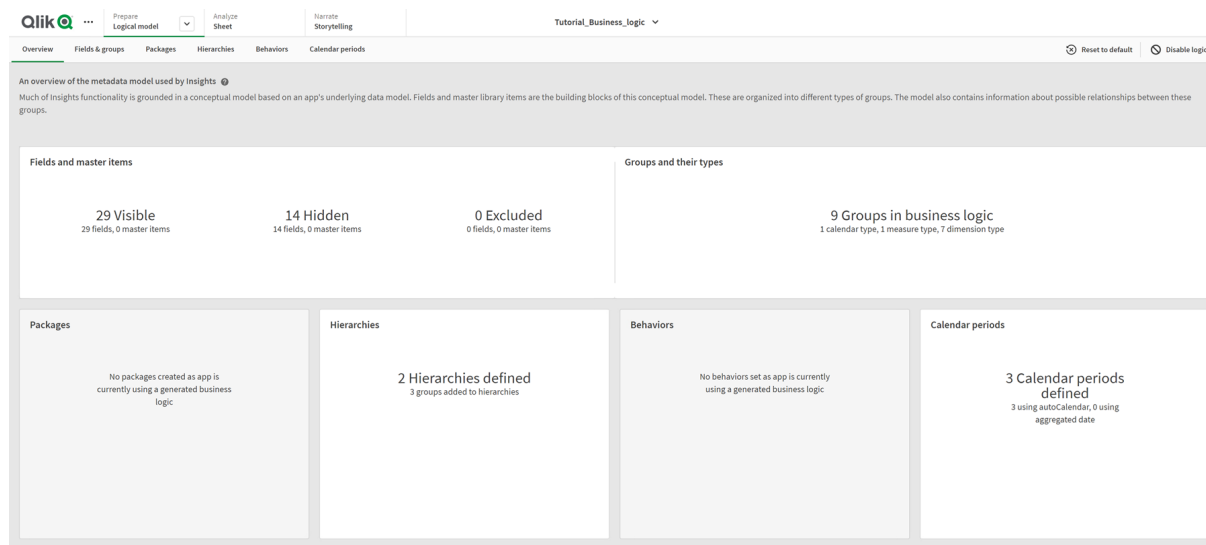 Qlik
Prepare
Logical model
Analyze
Sheet
Narrate
Storytelling
Tutorial_Business_logic
Overview Fields & groups Packages Hierarchies Behaviors Calendar periods
Reset to default Disable logic
An overview of the metadata model used by Insights
Much of Insights functionality is grounded in a conceptual model based on an app's underlying data model. Fields and master library items are the building blocks of this conceptual model. These are organized into different types of groups. The model also contains information about possible relationships between these
groups.
Fields and master items
29 Visible
29 fields, 0 master items
14 Hidden
14 fields, 0 master items
0 Excluded
0 fields, 0 master items
Groups and their types
9 Groups in business logic
1 calendar type, 1 measure type, 7 dimension type
Packages
No packages created as app is
currently using a generated business
logic
Hierarchies
2 Hierarchies defined
3 groups added to hierarchies
Behaviors
No behaviors set as app is currently
using a generated business logic
Calendar periods
3 Calendar periods
defined
3 using autoCalendar, 0 using
aggregated date